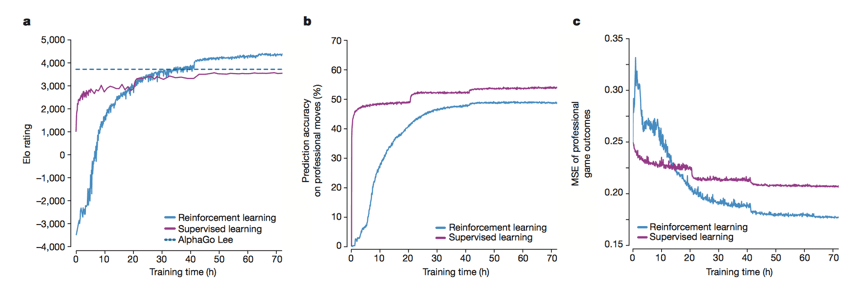 a
5,000
4,000
3,000
2,000
1,000
0
−1,000
−2,000
−3,000
−4,000
Elo rating
Reinforcement learning
Supervised learning
AlphaGo Lee
0 10 20 30 40 50 60 70
Training time (h)
b
70
60
50
40
30
20
10
0
Prediction accuracy
on professional moves (%)
Reinforcement learning
Supervised learning
0 10 20 30 40 50 60 70
Training time (h)
c
0.35
0.30
0.25
0.20
0.15
MSE of professional
game outcomes
Reinforcement learning
Supervised learning
0 10 20 30 40 50 60 70
Training time (h)